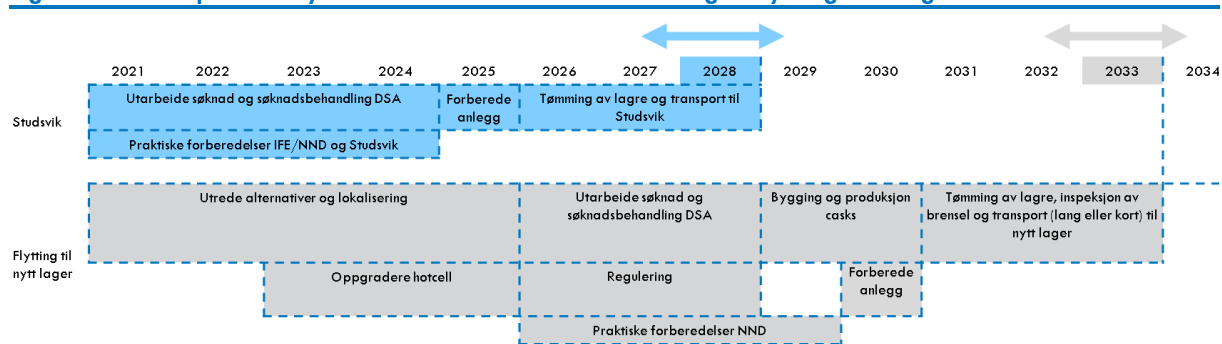 2021 2022 2023 2024 2025 2026 2027 2028 2029 2030 2031 2032 2033 2034
Studsvik
Utarbeide søknad og søknadsbehandling DSA
Forberede
anlegg
Tømming av lagre og transport til
Studsvik
Praktiske forberedelser IFE/NND og Studsvik
Flytting til
nytt lager
Utrede alternativer og lokalisering
Utarbeide søknad og
søknadsbehandling DSA
Bygging og produksjon
casks
Tømming av lagre, inspeksjon av
brensel og transport (lang eller kort) til
nytt lager
Oppgradere hotcell
Regulering
Forberede
anlegg
Praktiske forberedelser NND